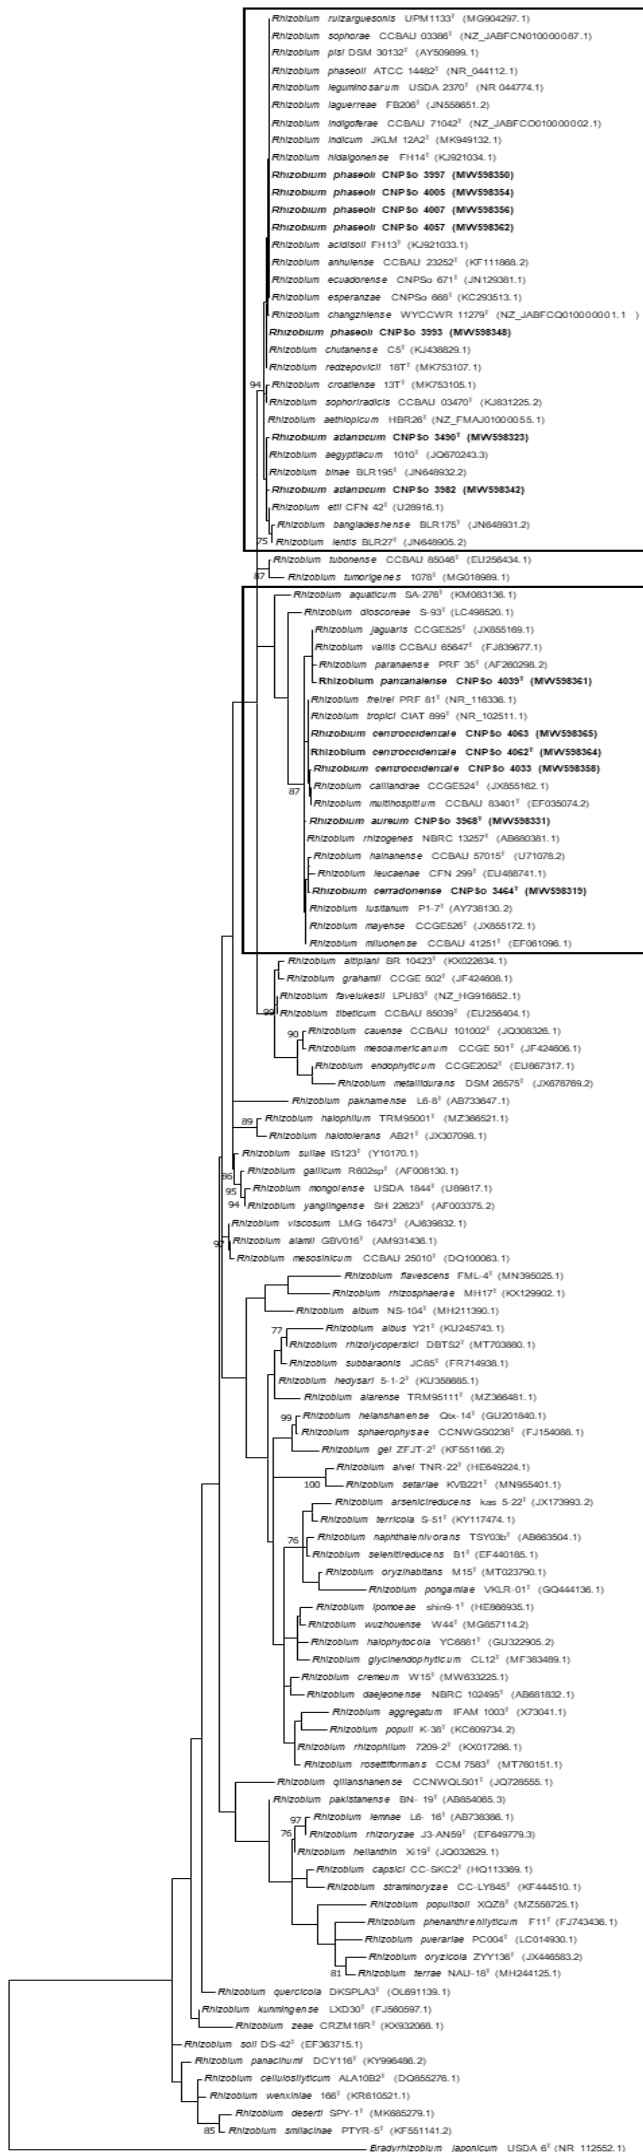 Rhizobium ruizarguesonis UPM1133ᵀ (MG904297.1)
Rhizobium sophorae CCBAU 03386ᵀ (NZ_JABFCN010000087.1)
Rhizobium pisi DSM 30132ᵀ (AY509899.1)
Rhizobium phaseoli ATCC 14482ᵀ (NR_044112.1)
Rhizobium leguminosarum USDA 2370ᵀ (NR 044774.1)
Rhizobium laguerreae FB206ᵀ (JN558651.2)
Rhizobium indigoferae CCBAU 71042ᵀ (NZ_JABFCO010000002.1)
Rhizobium indicum JKLM 12A2ᵀ (MK949132.1)
Rhizobium hidalgonense FH14ᵀ (KJ921034.1)
Rhizobium phaseoli CNPSo 3997 (MW598350)
Rhizobium phaseoli CNPSo 4005 (MW598354)
Rhizobium phaseoli CNPSo 4007 (MW598356)
Rhizobium phaseoli CNPSo 4057 (MW598362)
Rhizobium acidisoli FH13ᵀ (KJ921033.1)
Rhizobium anhuiense CCBAU 23252ᵀ (KF111868.2)
Rhizobium ecuadorense CNPSo 671ᵀ (JN129381.1)
Rhizobium esperanzae CNPSo 668ᵀ (KC293513.1)
Rhizobium changzhiense WYCCWR 11279ᵀ (NZ_JABFCQ010000001.1 )
Rhizobium phaseoli CNPSo 3993 (MW598348)
Rhizobium chutanense C5ᵀ (KJ438829.1)
Rhizobium redzepovicii 18T (MK753107.1)
Rhizobium croatiense 13T (MK753105.1)
94
Rhizobium sophoriradicis CCBAU 03470ᵀ (KJ831225.2)
Rhizobium aethiopicum HBR26ᵀ (NZ_FMAJ01000055.1)
Rhizobium atlanticum CNPSo 3490ᵀ (MW598323)
Rhizobium aegyptiacum 1010ᵀ (JQ670243.3)
Rhizobium binae BLR195ᵀ (JN648932.2)
Rhizobium atlanticum CNPSo 3982 (MW598342)
Rhizobium etli CFN 42ᵀ (U28916.1)
Rhizobium bangladeshense BLR175ᵀ (JN648931.2)
75
Rhizobium lentis BLR27ᵀ (JN648905.2)
Rhizobium tubonense CCBAU 85046ᵀ (EU256434.1)
87
Rhizobium tumorigenes 1078ᵀ (MG018989.1)
Rhizobium aquaticum SA-276ᵀ (KM083136.1)
Rhizobium dioscoreae S-93ᵀ (LC498520.1)
Rhizobium jaguaris CCGE525ᵀ (JX855169.1)
Rhizobium vallis CCBAU 65647ᵀ (FJ839677.1)
Rhizobium paranaense PRF 35ᵀ (AF260298.2)
Rhizobium pantanalense CNPSo 4039ᵀ (MW598361)
Rhizobium freirei PRF 81ᵀ (NR_116336.1)
Rhizobium tropici CIAT 899ᵀ (NR_102511.1)
Rhizobium centroccidentale CNPSo 4063 (MW598365)
Rhizobium centroccidentale CNPSo 4062ᵀ (MW598364)
Rhizobium centroccidentale CNPSo 4033 (MW598358)
Rhizobium calliandrae CCGE524ᵀ (JX855162.1)
87
Rhizobium multihospitium CCBAU 83401ᵀ (EF035074.2)
Rhizobium aureum CNPSo 3968ᵀ (MW598331)
Rhizobium rhizogenes NBRC 13257ᵀ (AB680381.1)
Rhizobium hainanense CCBAU 57015ᵀ (U71078.2)
Rhizobium leucaenae CFN 299ᵀ (EU488741.1)
Rhizobium cerradonense CNPSo 3464ᵀ (MW598319)
Rhizobium lusitanum P1-7ᵀ (AY738130.2)
Rhizobium mayense CCGE526ᵀ (JX855172.1)
Rhizobium miluonense CCBAU 41251ᵀ (EF061096.1)
Rhizobium altiplani BR 10423ᵀ (KX022634.1)
Rhizobium grahamii CCGE 502ᵀ (JF424608.1)
Rhizobium favelukesii LPU83ᵀ (NZ_HG916852.1)
99
Rhizobium tibeticum CCBAU 85039ᵀ (EU256404.1)
90
Rhizobium cauense CCBAU 101002ᵀ (JQ308326.1)
Rhizobium mesoamericanum CCGE 501ᵀ (JF424606.1)
Rhizobium endophyticum CCGE2052ᵀ (EU867317.1)
Rhizobium metallidurans DSM 26575ᵀ (JX678769.2)
Rhizobium paknamense L6-8ᵀ (AB733647.1)
89
Rhizobium halophilum TRM95001ᵀ (MZ366521.1)
Rhizobium halotolerans AB21ᵀ (JX307098.1)
Rhizobium sullae IS123ᵀ (Y10170.1)
86
Rhizobium gallicum R602spᵀ (AF008130.1)
95
Rhizobium mongolense USDA 1844ᵀ (U89817.1)
94
Rhizobium yanglingense SH 22623ᵀ (AF003375.2)
Rhizobium viscosum LMG 16473ᵀ (AJ639832.1)
97
Rhizobium alamii GBV016ᵀ (AM931436.1)
Rhizobium mesosinicum CCBAU 25010ᵀ (DQ100063.1)
Rhizobium flavescens FML-4ᵀ (MN395025.1)
Rhizobium rhizosphaerae MH17ᵀ (KX129902.1)
Rhizobium album NS-104ᵀ (MH211390.1)
77
Rhizobium albus Y21ᵀ (KU245743.1)
Rhizobium rhizolycopersici DBTS2ᵀ (MT703880.1)
Rhizobium subbaraonis JC85ᵀ (FR714938.1)
Rhizobium hedysari 5-1-2ᵀ (KU358685.1)
Rhizobium alarense TRM95111ᵀ (MZ366481.1)
99
Rhizobium helanshanense Qtx-14ᵀ (GU201840.1)
Rhizobium sphaerophysae CCNWGS0238ᵀ (FJ154088.1)
Rhizobium gei ZFJT-2ᵀ (KF551166.2)
Rhizobium alvei TNR-22ᵀ (HE649224.1)
100
Rhizobium setariae KVB221ᵀ (MN955401.1)
Rhizobium arsenicireducens kas 5-22ᵀ (JX173993.2)
Rhizobium terricola S-51ᵀ (KY117474.1)
76
Rhizobium naphthalenivorans TSY03bᵀ (AB663504.1)
Rhizobium selenitireducens B1ᵀ (EF440185.1)
Rhizobium oryzihabitans M15ᵀ (MT023790.1)
Rhizobium pongamiae VKLR-01ᵀ (GQ444136.1)
Rhizobium ipomoeae shin9-1ᵀ (HE866935.1)
Rhizobium wuzhouense W44ᵀ (MG857114.2)
Rhizobium halophytocola YC6881ᵀ (GU322905.2)
Rhizobium glycinendophyticum CL12ᵀ (MF383489.1)
Rhizobium cremeum W15ᵀ (MW633225.1)
Rhizobium daejeonense NBRC 102495ᵀ (AB681832.1)
Rhizobium aggregatum IFAM 1003ᵀ (X73041.1)
Rhizobium populi K-38ᵀ (KC609734.2)
Rhizobium rhizophilum 7209-2ᵀ (KX017286.1)
Rhizobium rosettiformans CCM 7583ᵀ (MT760151.1)
Rhizobium qilianshanense CCNWQLS01ᵀ (JQ728555.1)
Rhizobium pakistanense BN- 19ᵀ (AB854065.3)
97
Rhizobium lemnae L6- 16ᵀ (AB738386.1)
76
Rhizobium rhizoryzae J3-AN59ᵀ (EF649779.3)
Rhizobium helianthin Xi19ᵀ (JQ032629.1)
Rhizobium capsici CC-SKC2ᵀ (HQ113369.1)
Rhizobium straminoryzae CC-LY845ᵀ (KF444510.1)
Rhizobium populisoli XQZ8ᵀ (MZ558725.1)
Rhizobium phenanthrenilyticum F11ᵀ (FJ743436.1)
Rhizobium puerariae PC004ᵀ (LC014930.1)
Rhizobium oryzicola ZYY136ᵀ (JX446583.2)
81
Rhizobium terrae NAU-18ᵀ (MH244125.1)
Rhizobium quercicola DKSPLA3ᵀ (OL691139.1)
Rhizobium kunmingense LXD30ᵀ (FJ560597.1)
Rhizobium zeae CRZM18Rᵀ (KX932068.1)
Rhizobium soli DS-42ᵀ (EF363715.1)
Rhizobium panacihumi DCY116ᵀ (KY996486.2)
Rhizobium cellulosilyticum ALA10B2ᵀ (DQ855276.1)
Rhizobium wenxiniae 166ᵀ (KR610521.1)
Rhizobium deserti SPY-1ᵀ (MK685279.1)
85
Rhizobium smilacinae PTYR-5ᵀ (KF551141.2)
Bradyrhizobium japonicum USDA 6ᵀ (NR_112552.1)